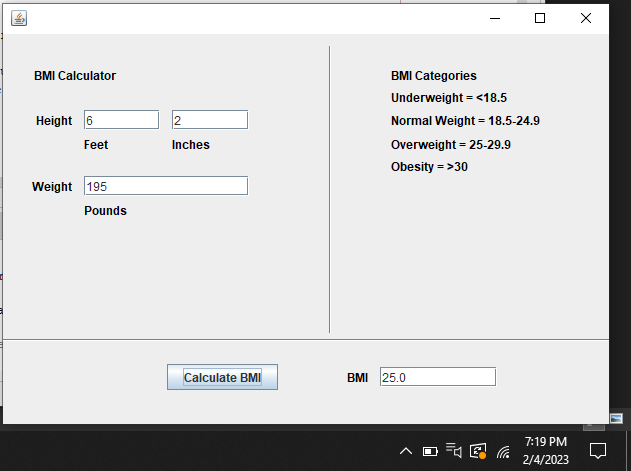 BMI Calculator
Height 6 2
Feet Inches
Weight 195
Pounds
BMI Categories
Underweight = <18.5
Normal Weight = 18.5-24.9
Overweight = 25-29.9
Obesity = >30
Calculate BMI BMI 25.0
7:19 PM
2/4/2023